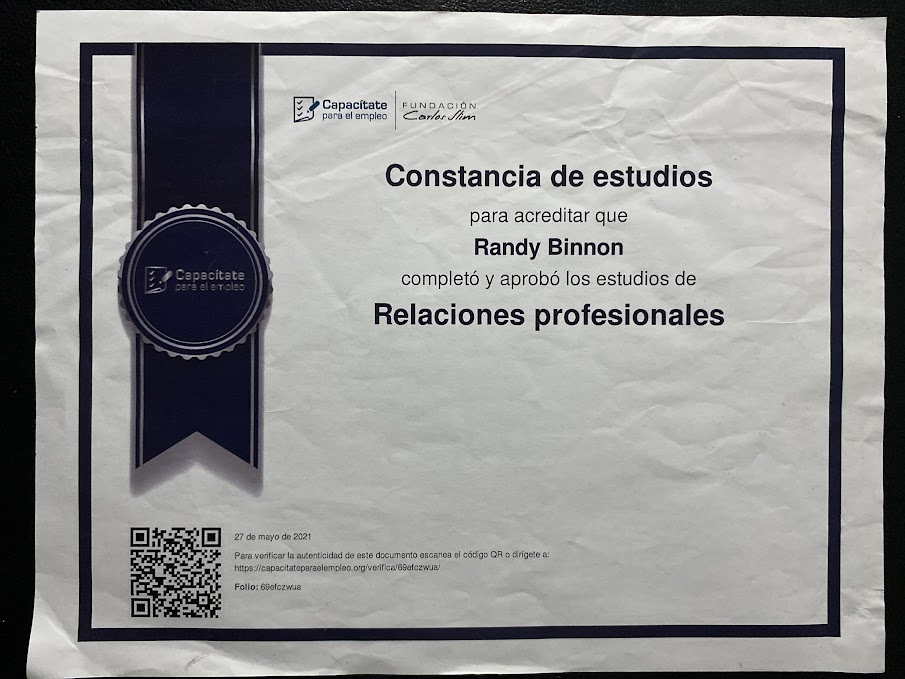 Capacítate
para el empleo
FUNDACIÓN
Carlos Slim
Constancia de estudios
para acreditar que
Randy Binnon
completó y aprobó los estudios de
Relaciones profesionales
Capacítate
para el empleo
27 de mayo de 2021
Para verificar la autenticidad de este documento escanea el código QR o dirígete a:
https://capacitateparaelempleo.org/verifica/69efczwua/
Folio: 69efczwua